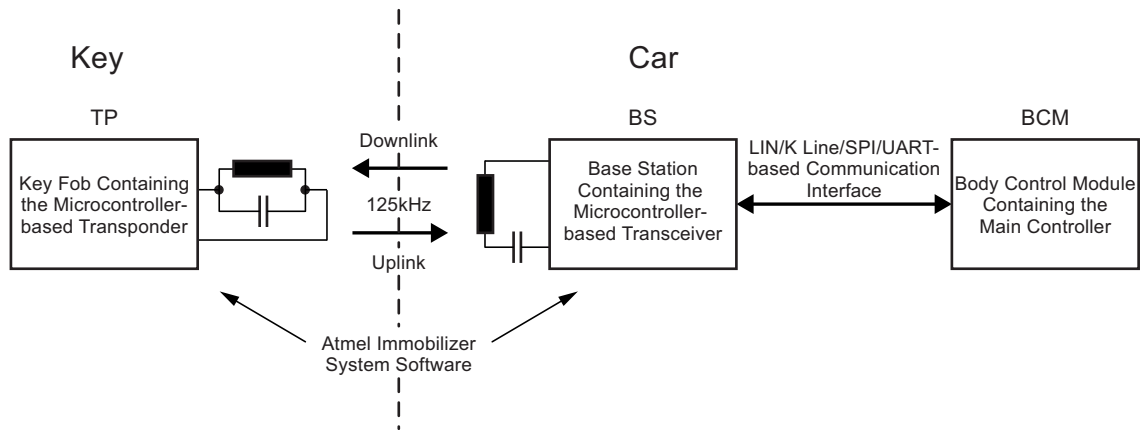 Key
Car
TP
BS
BCM
Key Fob Containing
the Microcontroller-
based Transponder
Downlink
125kHz
Uplink
Base Station
Containing the
Microcontroller-
based Transceiver
LIN/K Line/SPI/UART-
based Communication
Interface
Body Control Module
Containing the
Main Controller
Atmel Immobilizer
System Software